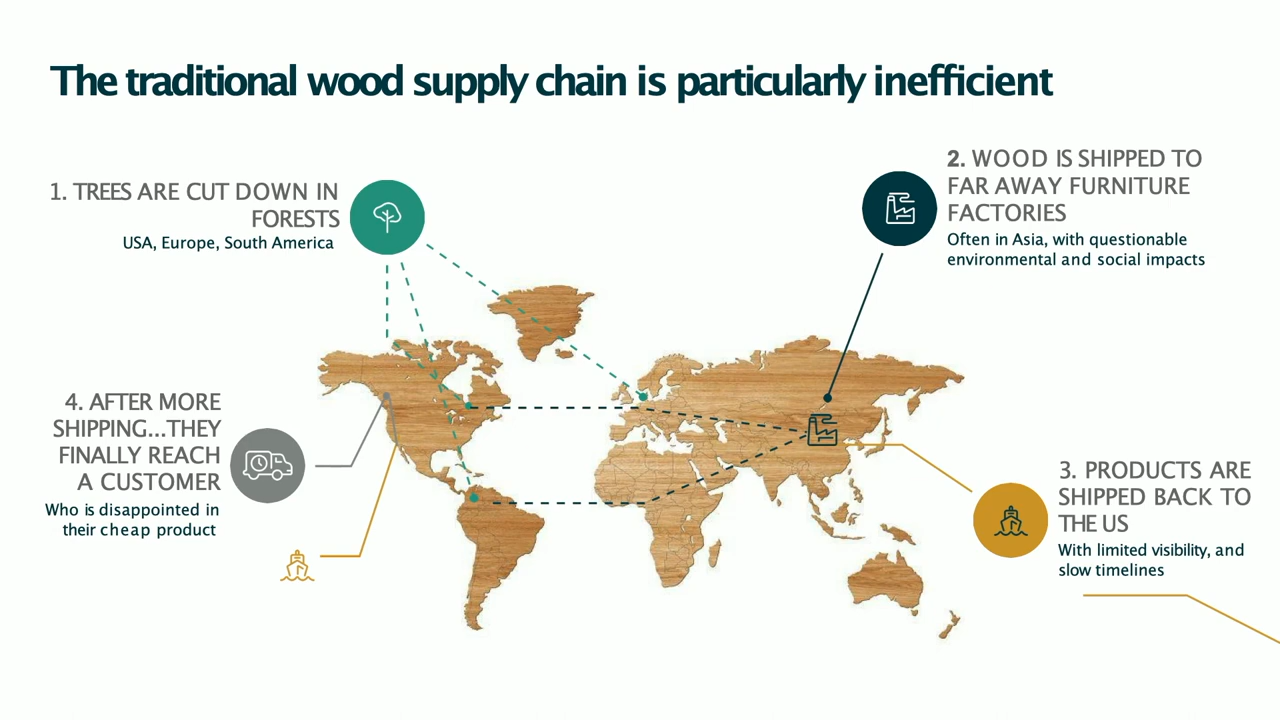 The traditional wood supply chain is particularly inefficient
1. TREES ARE CUT DOWN IN
FORESTS
USA, Europe, South America
2. WOOD IS SHIPPED TO
FAR AWAY FURNITURE
FACTORIES
Often in Asia, with questionable
environmental and social impacts
4. AFTER MORE
SHIPPING...THEY
FINALLY REACH
A CUSTOMER
Who is disappointed in
their cheap product
3. PRODUCTS ARE
SHIPPED BACK TO
THE US
With limited visibility, and
slow timelines